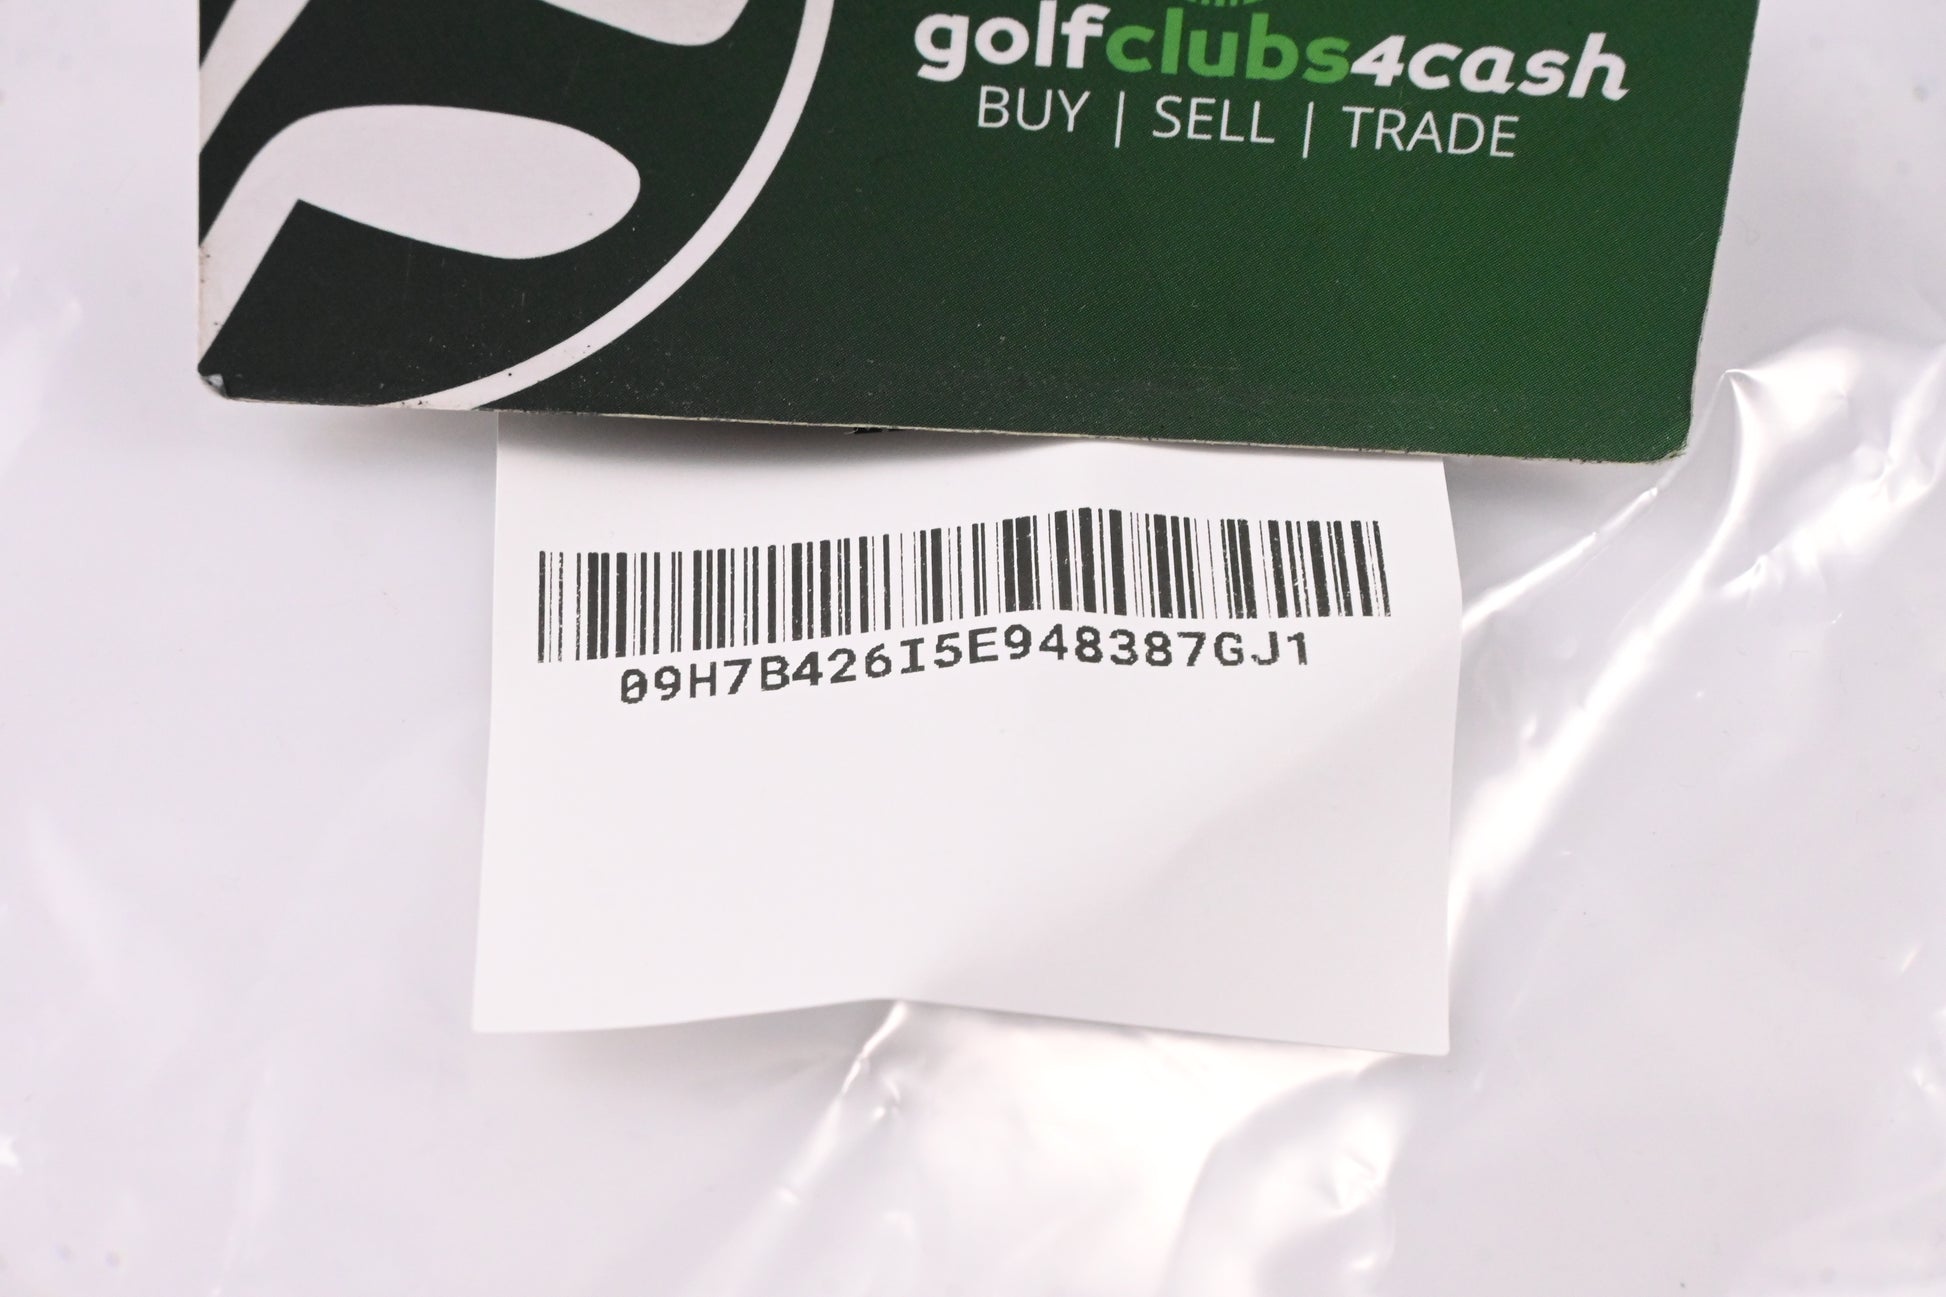 golfclubs4cash
BUY | SELL | TRADE
09H7B426I5E948387GJ1